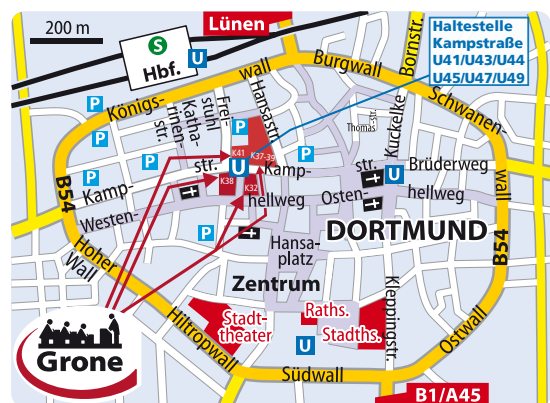 200 m
Lünen
S
Hbf.
U
Haltestelle
Kampstraße
U41/U43/U44
U45/U47/U49
Königs-
wall
Burgwall
Bornstr.
Schwanen-
wall
P
P
P
P
P
P
P
Katha-
rinen-
str.
Frei-
stuhl
Hansastr.
Thomas-
str.
Kuckelke-
str.
Brüderweg
U
K41
K37-39
U
K38
K32
Kamp-
str.
Kamp-
Westen-
hellweg
Osten-
hellweg
B54
B54
Hoher
Wall
Hansa-
platz
DORTMUND
Zentrum
Stadt-
theater
Raths.
Stadths.
Kleppingstr.
U
Hiltropwall
Südwall
Ostwall
Grone
B1/A45